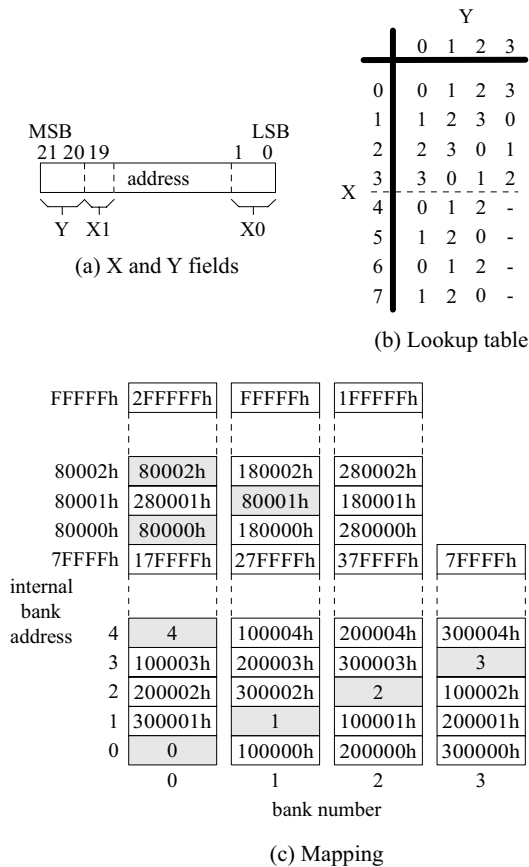 MSB LSB
21 20 19 1 0
address
Y X1 X0
(a) X and Y fields
Y
0 1 2 3
X
0 0 1 2 3
1 1 2 3 0
2 2 3 0 1
3 3 0 1 2
4 0 1 2 -
5 1 2 0 -
6 0 1 2 -
7 1 2 0 -
(b) Lookup table
FFFFFh 2FFFFFh FFFFFh 1FFFFFh
80002h 80002h 180002h 280002h
80001h 280001h 80001h 180001h
80000h 80000h 180000h 280000h
7FFFFh 17FFFFh 27FFFFh 37FFFFh 7FFFFh
internal
bank
address
4 4 100004h 200004h 300004h
3 100003h 200003h 300003h 3
2 200002h 300002h 2 100002h
1 300001h 1 100001h 200001h
0 0 100000h 200000h 300000h
0 1 2 3
bank number
(c) Mapping